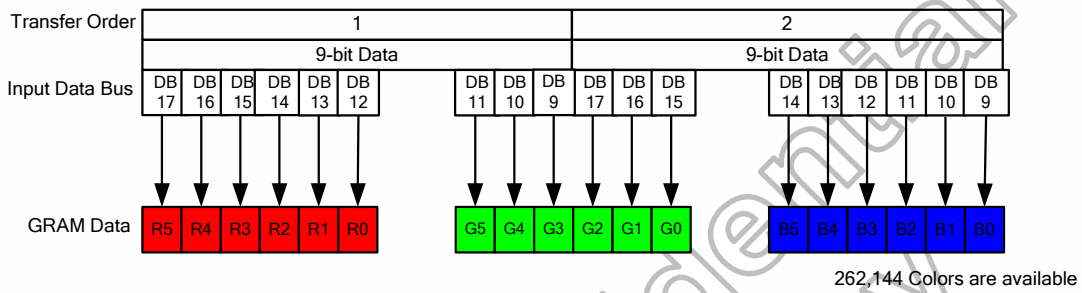 Transfer Order 1 2
9-bit Data 9-bit Data
Input Data Bus DB 17 DB 16 DB 15 DB 14 DB 13 DB 12 DB 11 DB 10 DB 9 DB 17 DB 16 DB 15 DB 14 DB 13 DB 12 DB 11 DB 10 DB 9
GRAM Data R5 R4 R3 R2 R1 R0 G5 G4 G3 G2 G1 G0 B5 B4 B3 B2 B1 B0
262,144 Colors are available